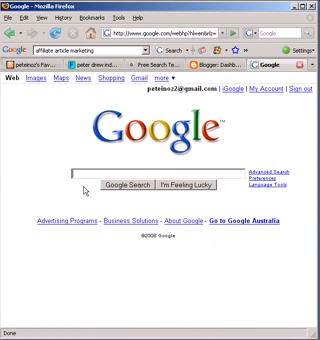 Google - Mozilla Firefox
File Edit View History Bookmarks Tools Help
http://www.google.com/webhp?hl=en&rlz= Google
Google affiliate article marketing Search Settings
peteinoz's Fav... peter drew ind... Free Search Te... Blogger: Dashb... Google
Web Images Maps News Shopping Gmail more ▼
peteinoz2@gmail.com | iGoogle | My Account | Sign out
Google™
Advanced Search
Preferences
Language Tools
Google Search I'm Feeling Lucky
Advertising Programs - Business Solutions - About Google - Go to Google Australia
©2008 Google
Done